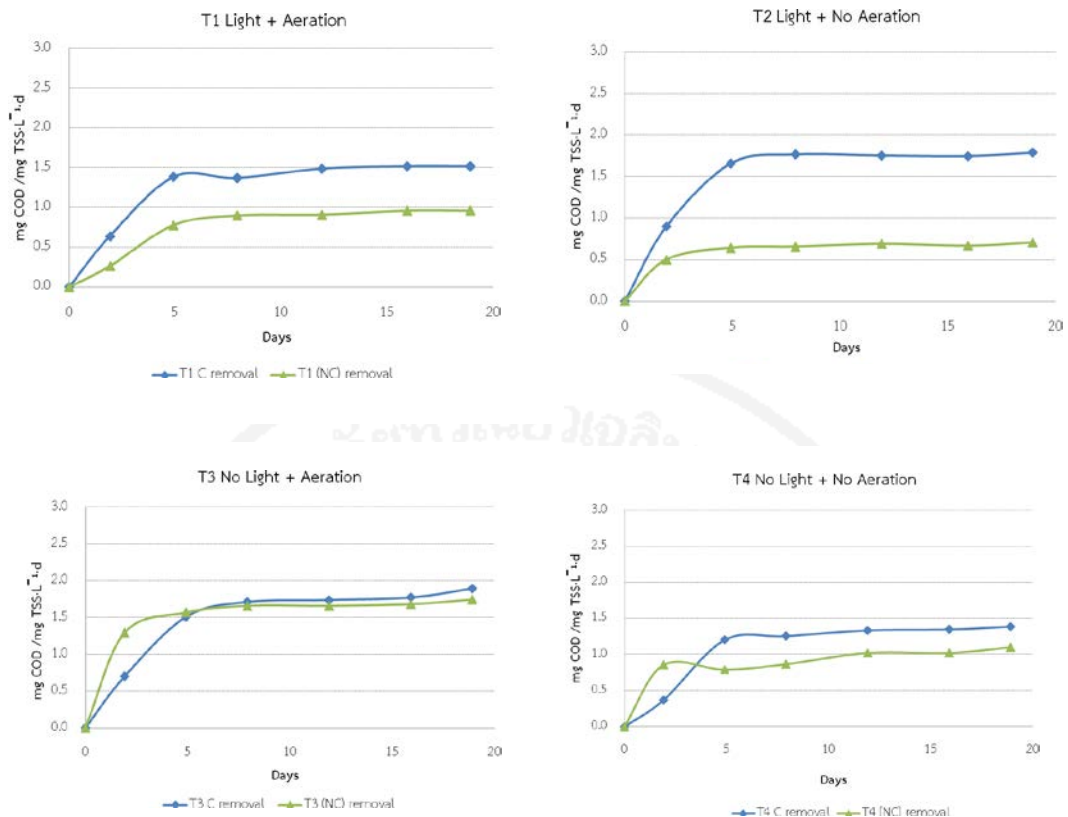 T1 Light + Aeration
3.0
2.5
2.0
1.5
1.0
0.5
0.0
mg COD /mg TSS·L⁻¹·d
0 5 10 15 20
Days
T1 C removal T1 (NC) removal
T2 Light + No Aeration
3.0
2.5
2.0
1.5
1.0
0.5
0.0
mg COD /mg TSS·L⁻¹·d
0 5 10 15 20
Days
T2 C removal T2 (NC) removal
T3 No Light + Aeration
3.0
2.5
2.0
1.5
1.0
0.5
0.0
mg COD /mg TSS·L⁻¹·d
0 5 10 15 20
Days
T3 C removal T3 (NC) removal
T4 No Light + No Aeration
3.0
2.5
2.0
1.5
1.0
0.5
0.0
mg COD /mg TSS·L⁻¹·d
0 5 10 15 20
Days
T4 C removal T4 (NC) removal